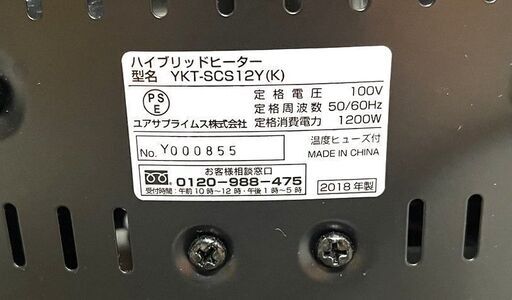 ハイブリッドヒーター
型名 YKT-SCS12Y(K)
PS
E
定格電圧 100V
定格周波数 50/60Hz
ユアサプライムス株式会社 定格消費電力 1200W
No. Y000855
温度ヒューズ付
MADE IN CHINA
お客様相談窓口
0120-988-475
受付時間：午前10時～12時・午後1時～5時
2018年製